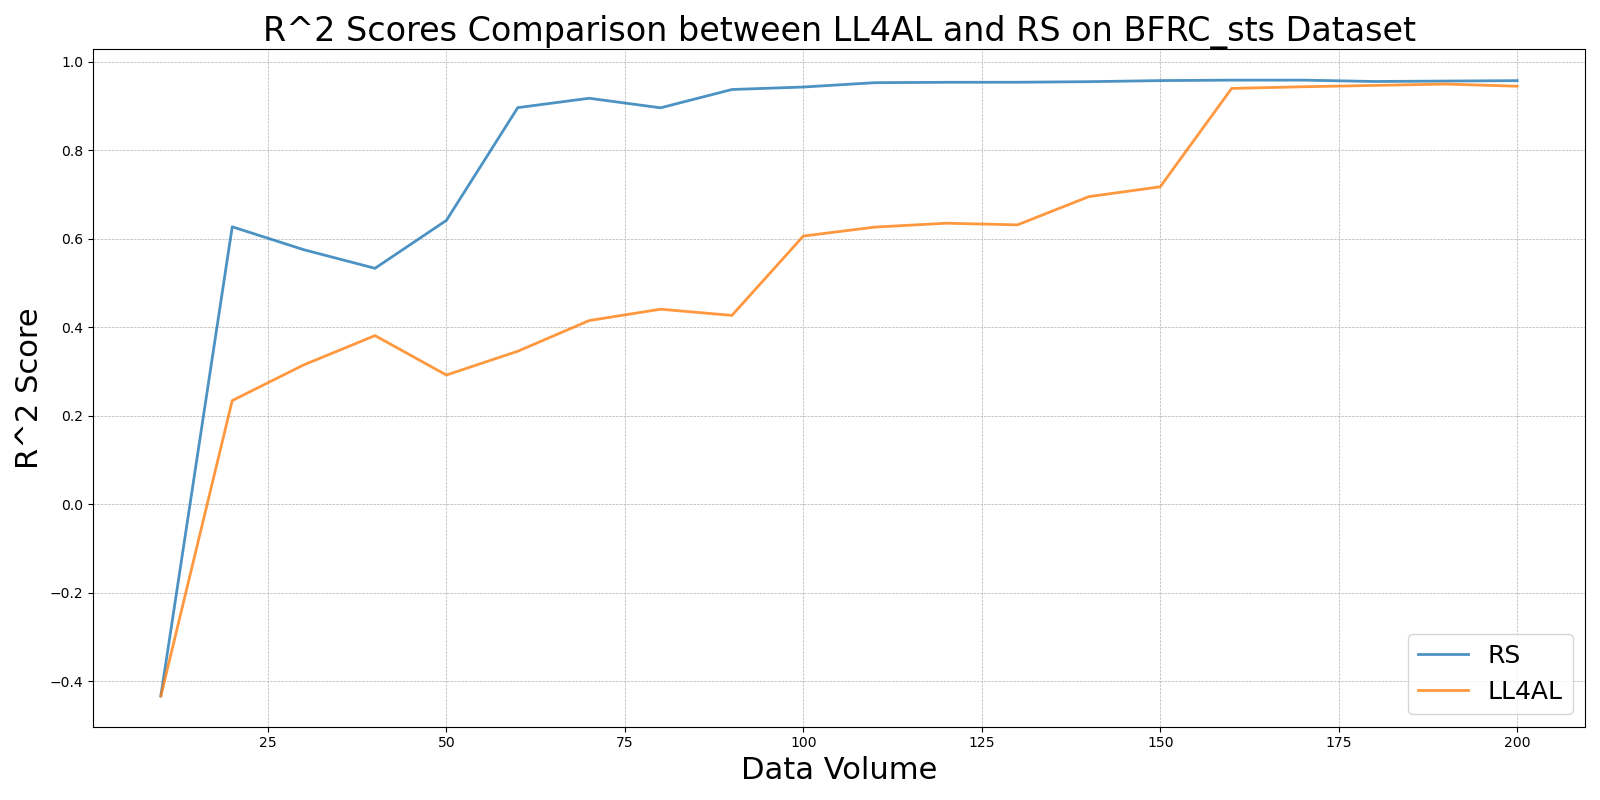 R^2 Scores Comparison between LL4AL and RS on BFRC_sts Dataset
R^2 Score
1.0
0.8
0.6
0.4
0.2
0.0
−0.2
−0.4
25 50 75 100 125 150 175 200
Data Volume
RS
LL4AL